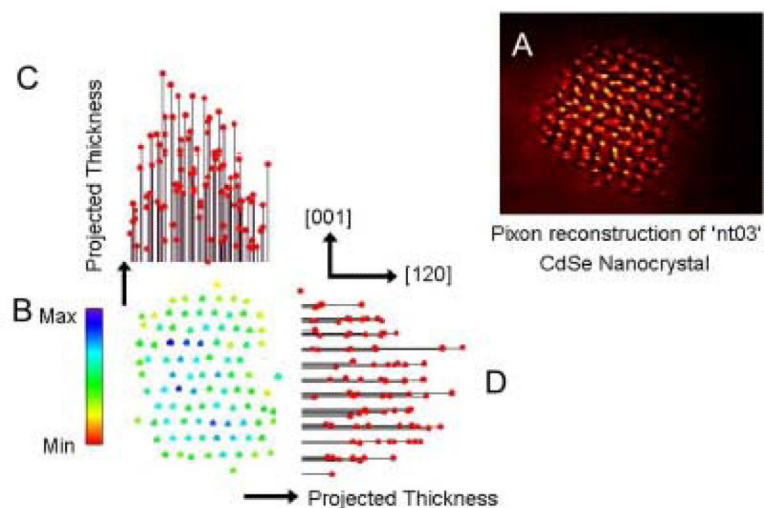 A
C
Projected Thickness
[001]
[120]
Pixon reconstruction of 'nt03'
CdSe Nanocrystal
B
Max
Min
D
Projected Thickness